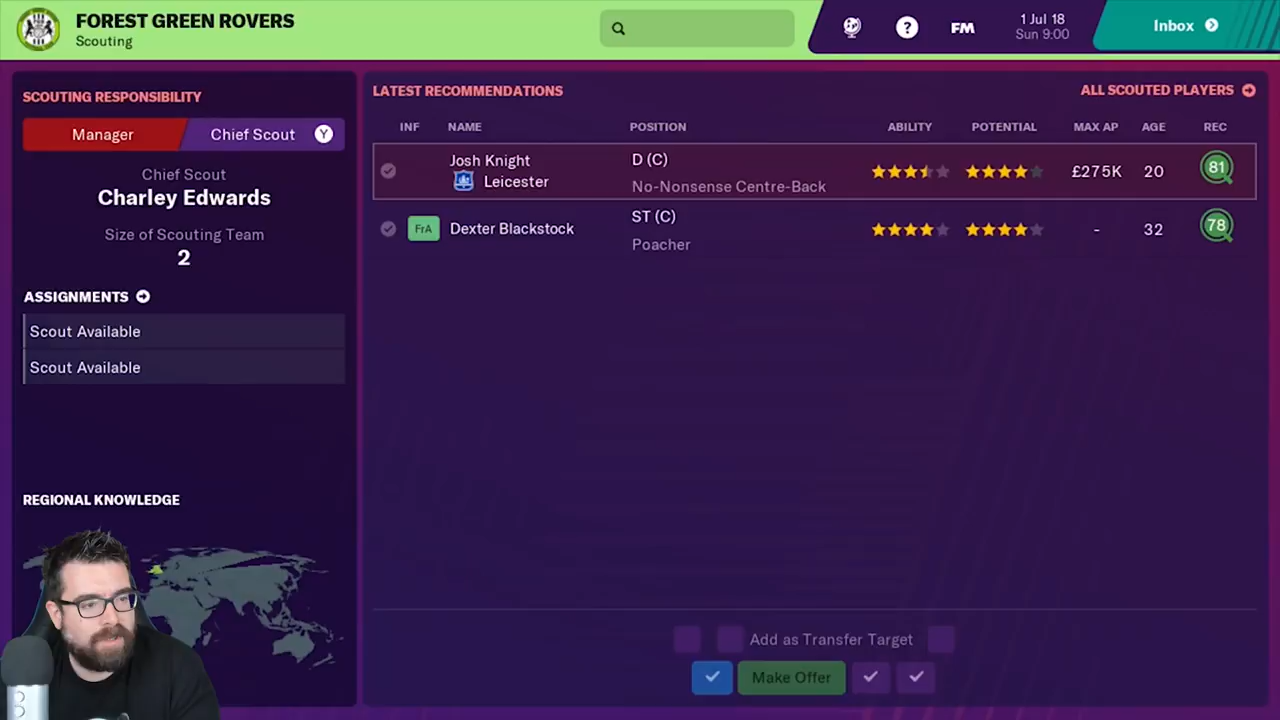 FOREST GREEN ROVERS
Scouting
1 Jul 18
Sun 9:00
?
FM
Inbox
SCOUTING RESPONSIBILITY
Manager
Chief Scout
Y
Chief Scout
Charley Edwards
Size of Scouting Team
2
ASSIGNMENTS
Scout Available
Scout Available
REGIONAL KNOWLEDGE
LATEST RECOMMENDATIONS
ALL SCOUTED PLAYERS
INF NAME POSITION ABILITY POTENTIAL MAX AP AGE REC
Josh Knight D (C) £275K 20 81
Leicester No-Nonsense Centre-Back
FrA Dexter Blackstock ST (C) - 32 78
Poacher
Add as Transfer Target
Make Offer